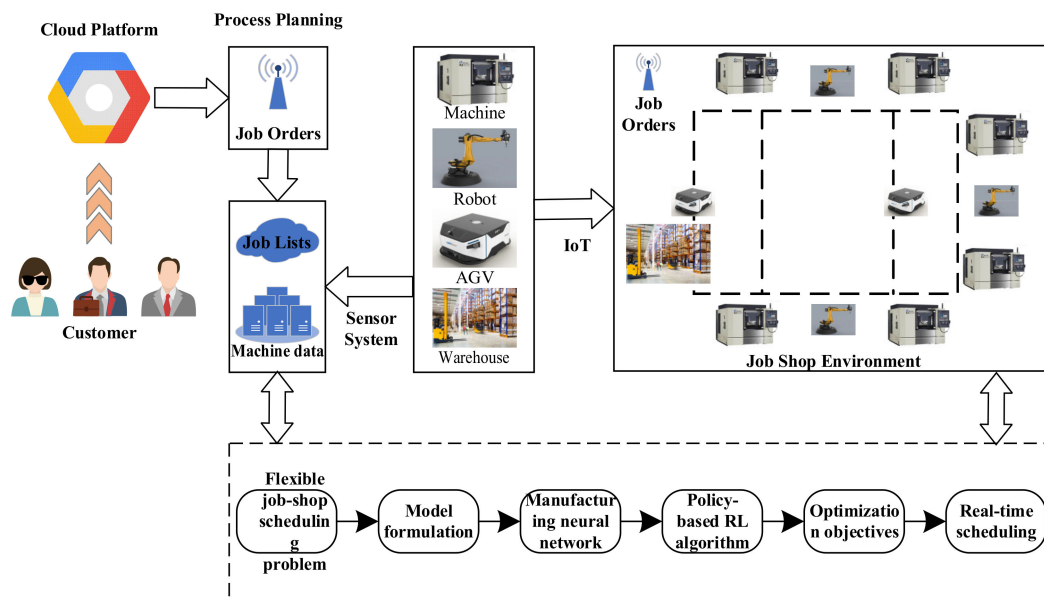 Process Planning
Cloud Platform
Job Orders
Job Lists
Machine data
Customer
Sensor
System
Machine
Robot
AGV
Warehouse
IoT
Job
Orders
Job Shop Environment
Flexible
job-shop
schedulin
g
problem
Model
formulation
Manufactur
ing neural
network
Policy-
based RL
algorithm
Optimizatio
n objectives
Real-time
scheduling